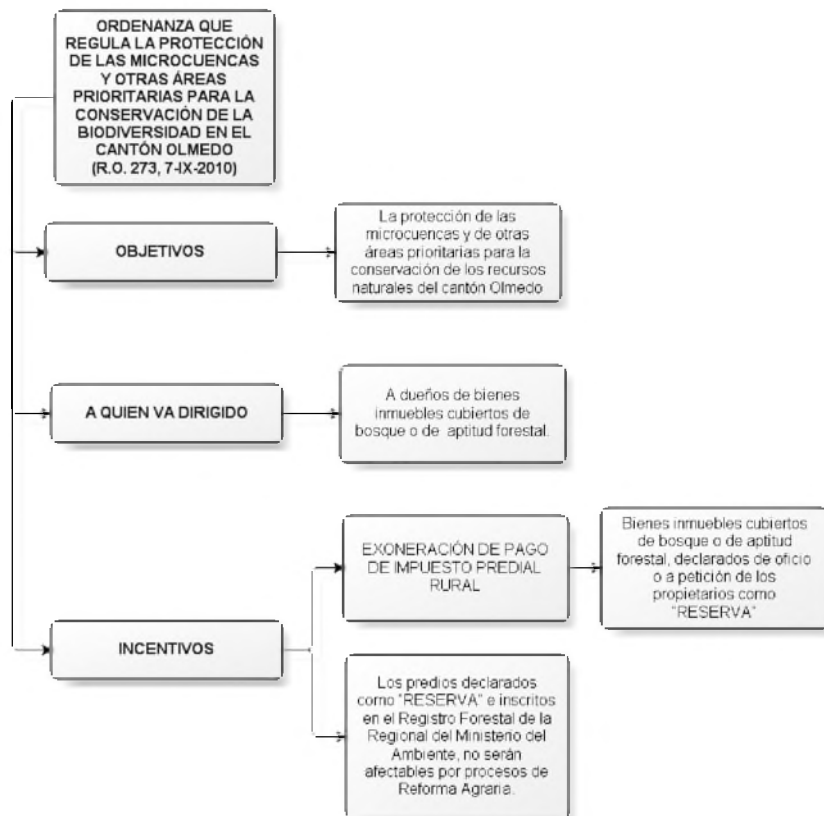 ORDENANZA QUE
REGULA LA PROTECCIÓN
DE LAS MICROCUENCAS
Y OTRAS ÁREAS
PRIORITARIAS PARA LA
CONSERVACIÓN DE LA
BIODIVERSIDAD EN EL
CANTÓN OLMEDO
(R.O. 273, 7-IX-2010)
OBJETIVOS
La protección de las
microcuencas y de otras
áreas prioritarias para la
conservación de los recursos
naturales del cantón Olmedo
A QUIEN VA DIRIGIDO
A dueños de bienes
inmuebles cubiertos de
bosque o de aptitud forestal.
INCENTIVOS
EXONERACIÓN DE PAGO
DE IMPUESTO PREDIAL
RURAL
Bienes inmuebles cubiertos
de bosque o de aptitud
forestal, declarados de oficio
o a petición de los
propietarios como
"RESERVA"
Los predios declarados
como "RESERVA" e inscritos
en el Registro Forestal de la
Regional del Ministerio del
Ambiente, no serán
afectables por procesos de
Reforma Agraria.